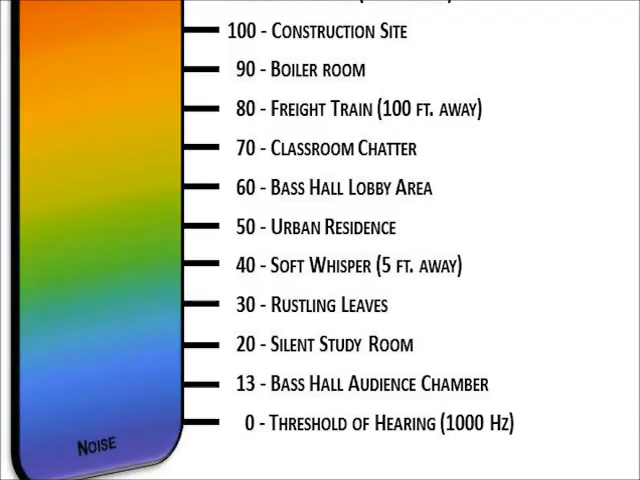 100 - Construction Site
90 - Boiler room
80 - Freight Train (100 ft. away)
70 - Classroom Chatter
60 - Bass Hall Lobby Area
50 - Urban Residence
40 - Soft Whisper (5 ft. away)
30 - Rustling Leaves
20 - Silent Study Room
13 - Bass Hall Audience Chamber
0 - Threshold of Hearing (1000 Hz)
Noise